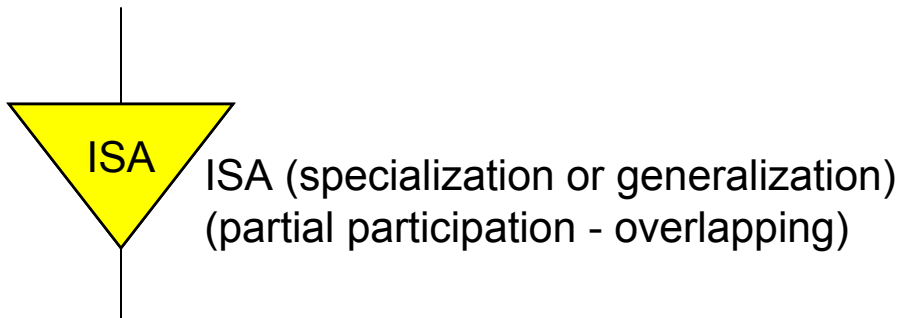 ISA
ISA (specialization or generalization)
(partial participation - overlapping)